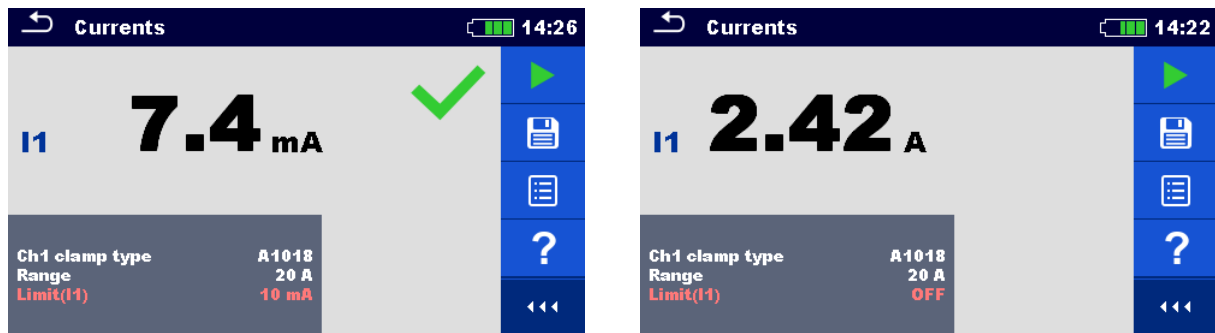 Currents 14:26
I1 7.4 mA
Ch1 clamp type A1018
Range 20 A
Limit(I1) 10 mA
?
Currents 14:22
I1 2.42 A
Ch1 clamp type A1018
Range 20 A
Limit(I1) OFF
?